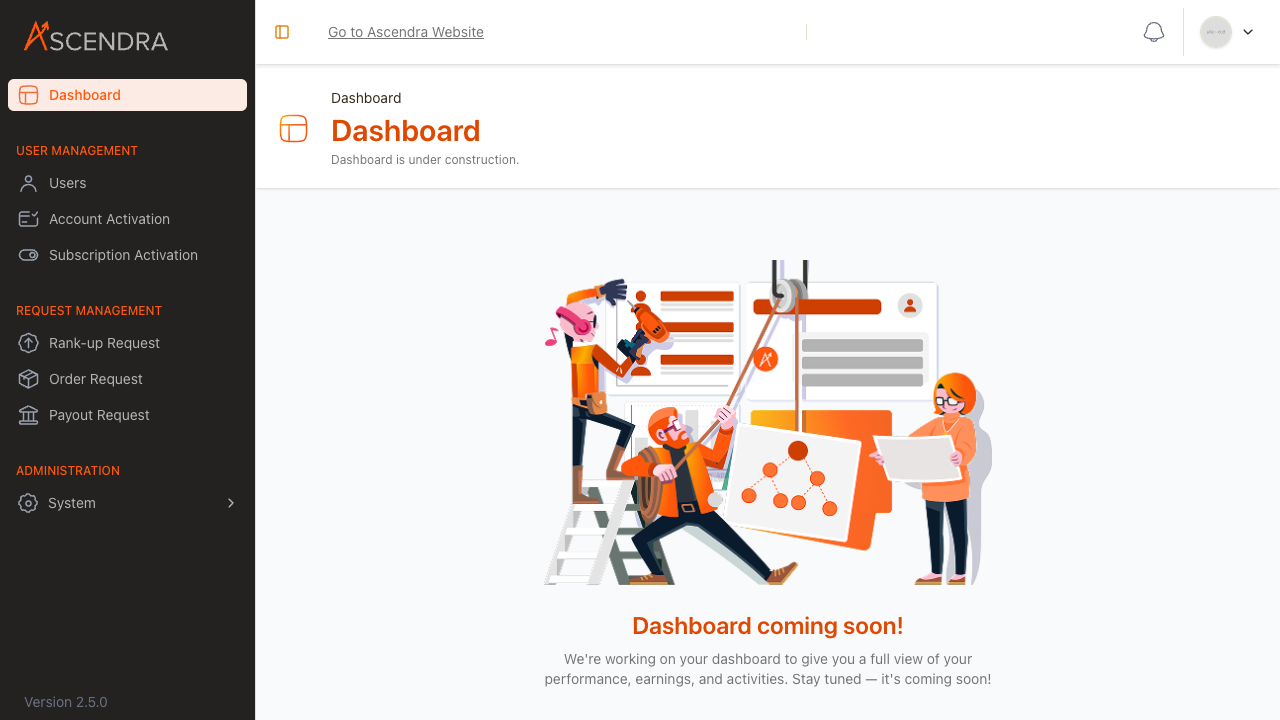 ASCENDRA
Go to Ascendra Website
Dashboard
USER MANAGEMENT
Users
Account Activation
Subscription Activation
REQUEST MANAGEMENT
Rank-up Request
Order Request
Payout Request
ADMINISTRATION
System
Version 2.5.0
Dashboard
Dashboard
Dashboard is under construction.
Dashboard coming soon!
We're working on your dashboard to give you a full view of your
performance, earnings, and activities. Stay tuned — it's coming soon!